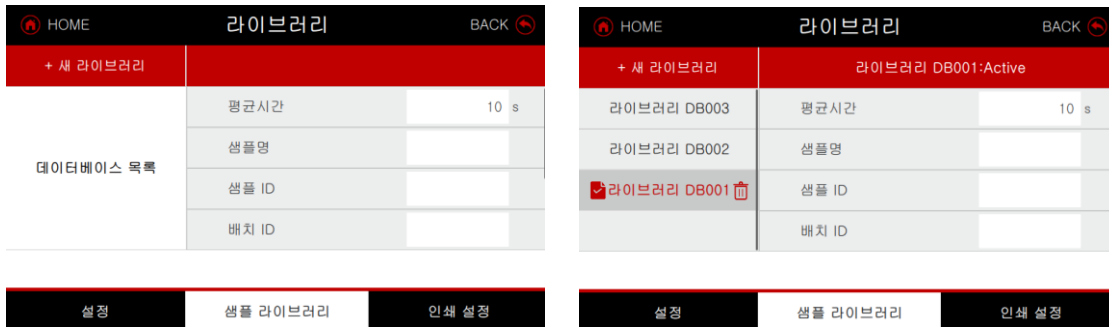 HOME 라이브러리 BACK
+ 새 라이브러리
데이터베이스 목록
평균시간 10 s
샘플명
샘플 ID
배치 ID
설정 샘플 라이브러리 인쇄 설정
HOME 라이브러리 BACK
+ 새 라이브러리 라이브러리 DB001:Active
라이브러리 DB003 평균시간 10 s
라이브러리 DB002 샘플명
라이브러리 DB001 샘플 ID
배치 ID
설정 샘플 라이브러리 인쇄 설정